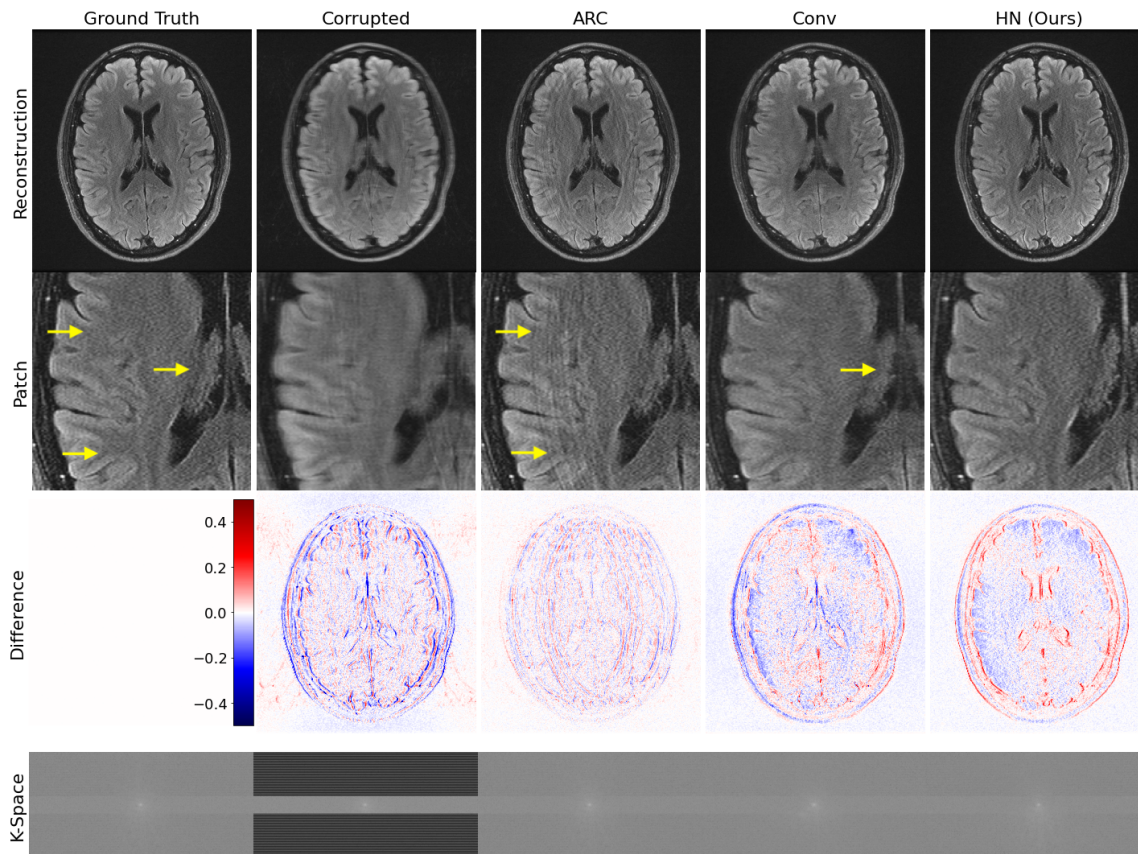 Ground Truth
Corrupted
ARC
Conv
HN (Ours)
Reconstruction
Patch
Difference
0.4
0.2
0.0
−0.2
−0.4
K-Space